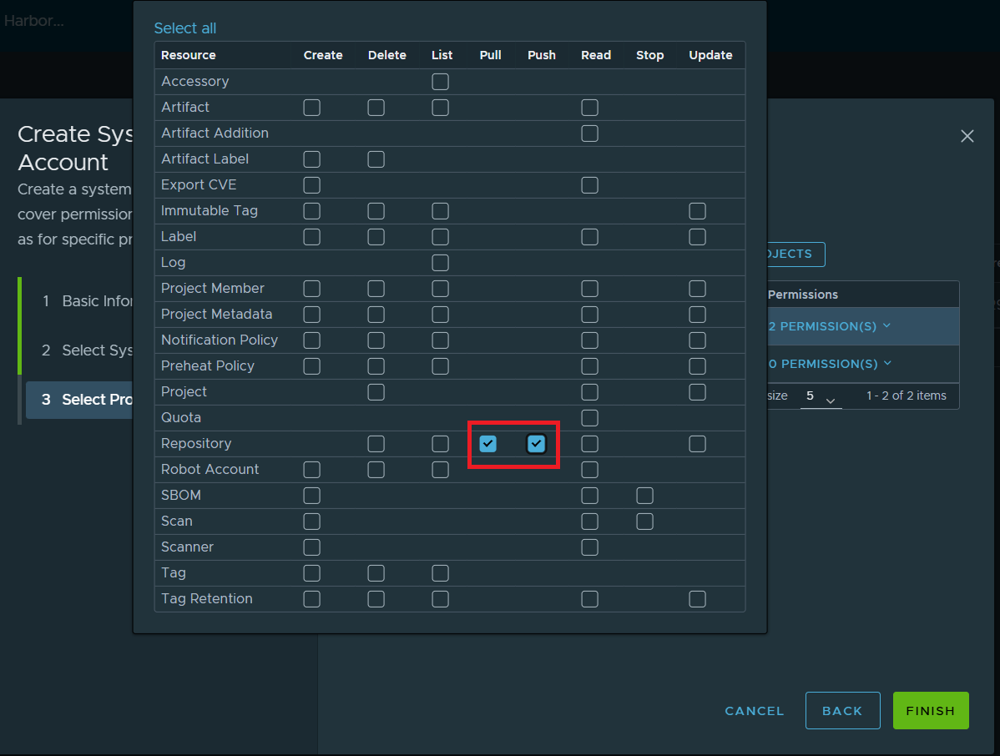 Harbor...
Select all
Resource Create Delete List Pull Push Read Stop Update
Accessory
Artifact
Artifact Addition
Artifact Label
Export CVE
Immutable Tag
Label
Log
Project Member
Project Metadata
Notification Policy
Preheat Policy
Project
Quota
Repository
Robot Account
SBOM
Scan
Scanner
Tag
Tag Retention
Create Sys
Account
Create a system
cover permission
as for specific pr
1 Basic Infor
2 Select Sys
3 Select Pro
OJECTS
Permissions
2 PERMISSION(S)
0 PERMISSION(S)
size 5 1 - 2 of 2 items
CANCEL BACK FINISH